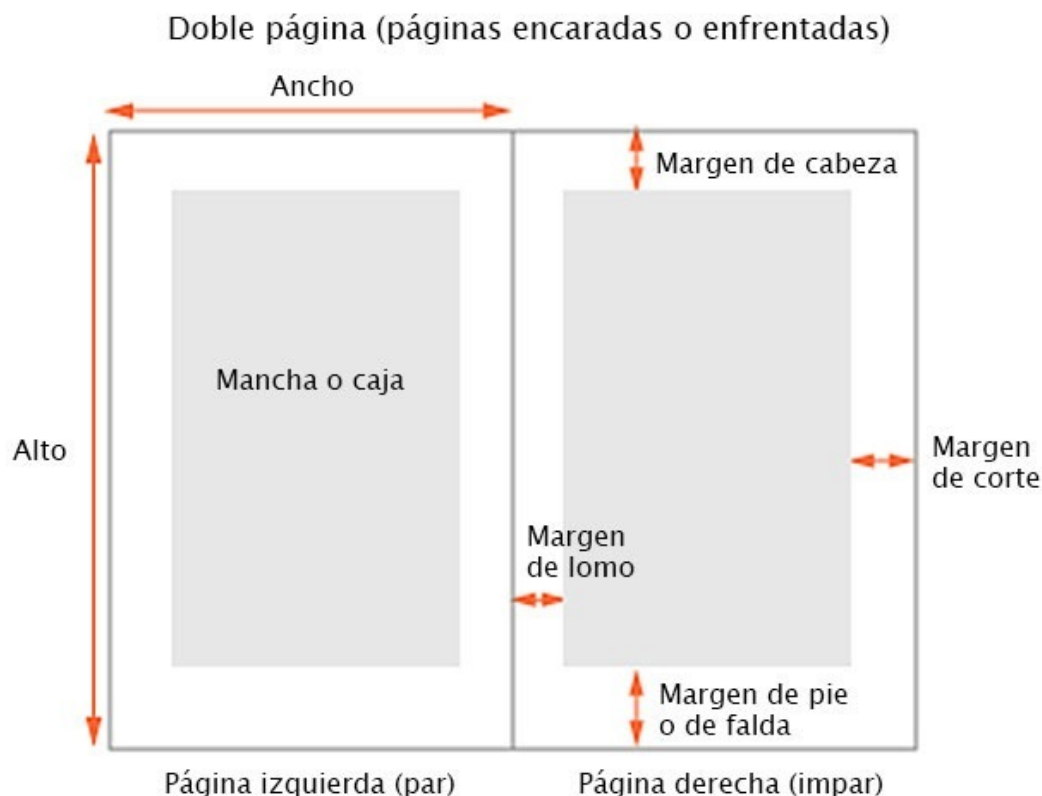 Doble página (páginas encaradas o enfrentadas)
Ancho
Margen de cabeza
Mancha o caja
Alto
Margen
de corte
Margen
de lomo
Margen de pie
o de falda
Página izquierda (par)
Página derecha (impar)